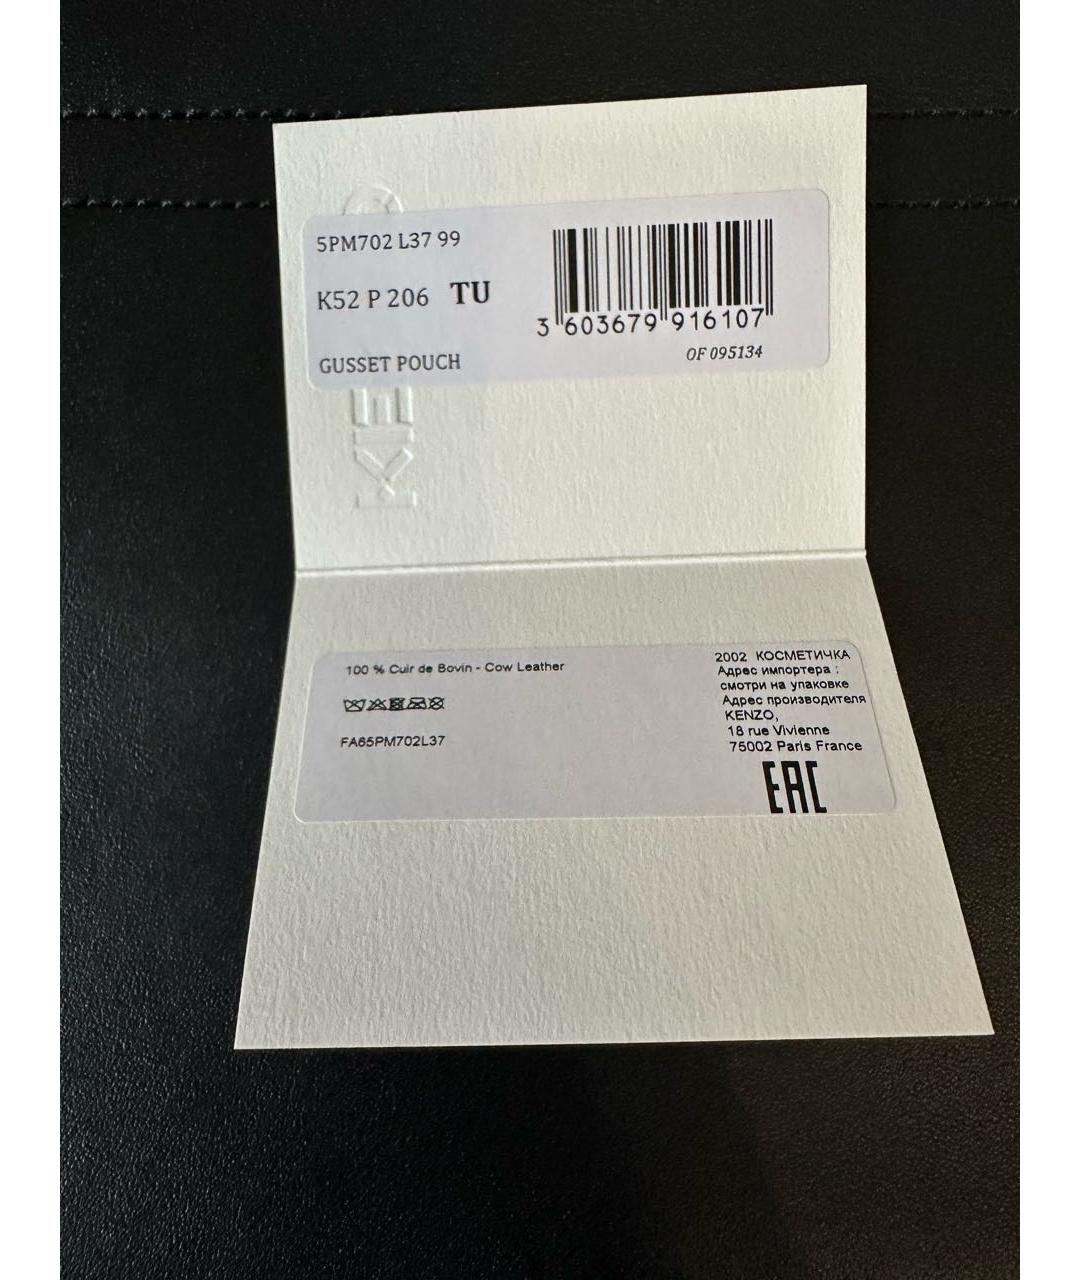 5PM702 L37 99
K52 P 206 TU
GUSSET POUCH
3 603679 916107
OF 095134
KE
100 % Cuir de Bovin - Cow Leather
FA65PM702L37
2002 КОСМЕТИЧКА
Адрес импортера :
смотри на упаковке
Адрес производителя
KENZO,
18 rue Vivienne
75002 Paris France
EAC